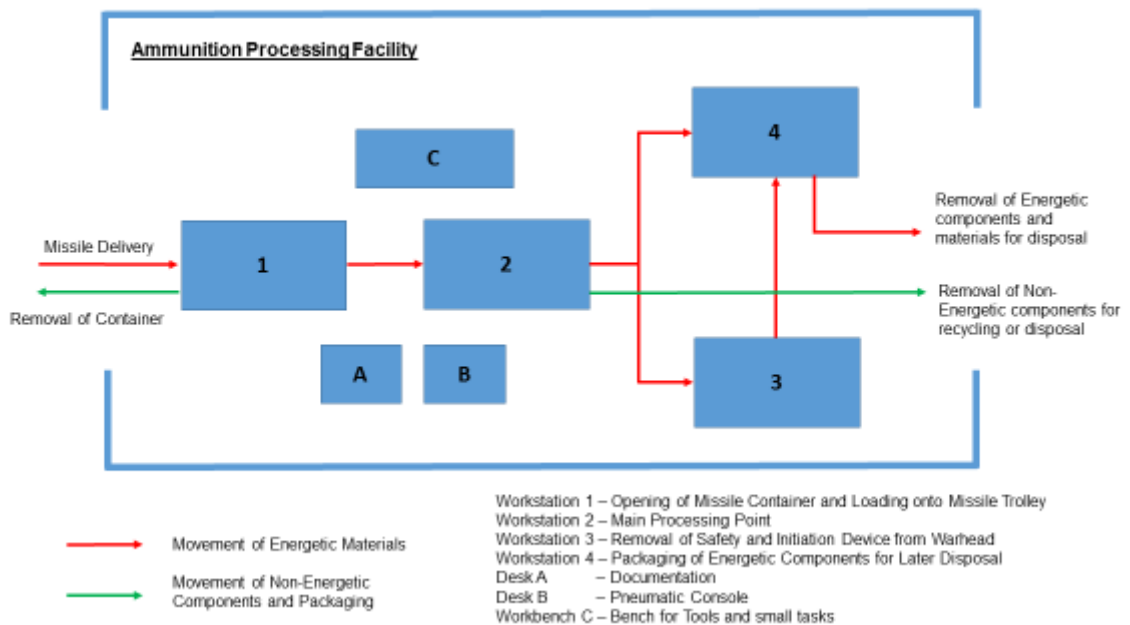 Ammunition Processing Facility
C
4
Missile Delivery
1
2
Removal of Energetic
components and
materials for disposal
Removal of Container
Removal of Non-
Energetic components for
recycling or disposal
A
B
3
Movement of Energetic Materials
Movement of Non-Energetic
Components and Packaging
Workstation 1 – Opening of Missile Container and Loading onto Missile Trolley
Workstation 2 – Main Processing Point
Workstation 3 – Removal of Safety and Initiation Device from Warhead
Workstation 4 – Packaging of Energetic Components for Later Disposal
Desk A – Documentation
Desk B – Pneumatic Console
Workbench C – Bench for Tools and small tasks